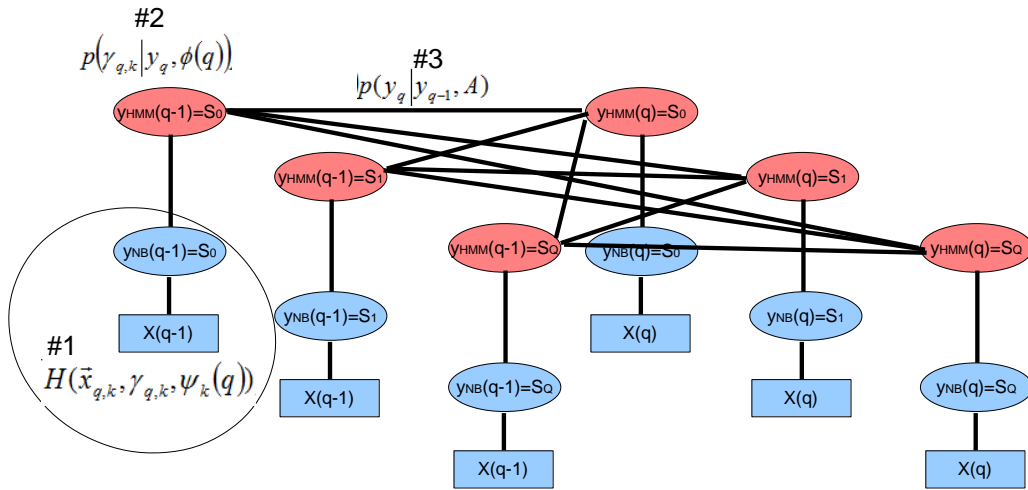 #2
p(γ_{q,k}|y_q, ϕ(q))
#3
p(y_q|y_{q-1}, A)
yHMM(q-1)=S0
yHMM(q)=S0
yHMM(q-1)=S1
yHMM(q)=S1
yHMM(q-1)=SQ
yHMM(q)=SQ
yNB(q-1)=S0
yNB(q)=S0
yNB(q-1)=S1
yNB(q)=S1
yNB(q-1)=SQ
yNB(q)=SQ
X(q-1)
X(q)
#1
H(x⃗_{q,k}, γ_{q,k}, ψ_k(q))
X(q-1)
X(q)
X(q-1)
X(q)